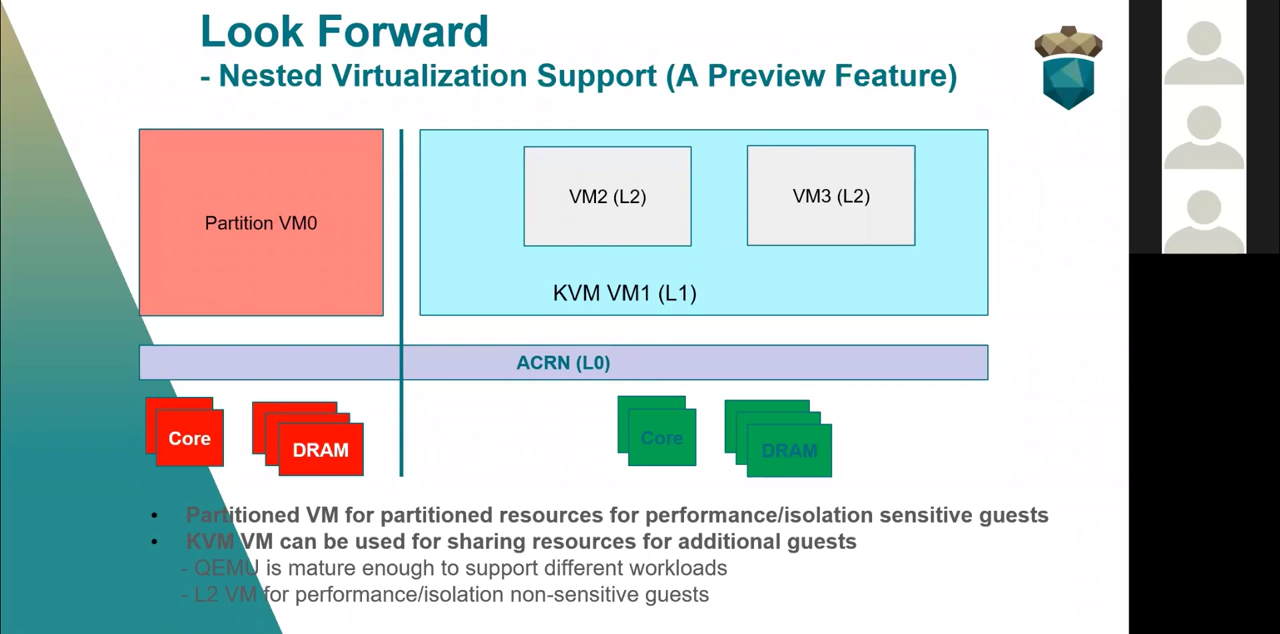 Look Forward
- Nested Virtualization Support (A Preview Feature)
Partition VM0
VM2 (L2)
VM3 (L2)
KVM VM1 (L1)
ACRN (L0)
Core
DRAM
Core
DRAM
• Partitioned VM for partitioned resources for performance/isolation sensitive guests
• KVM VM can be used for sharing resources for additional guests
- QEMU is mature enough to support different workloads
- L2 VM for performance/isolation non-sensitive guests